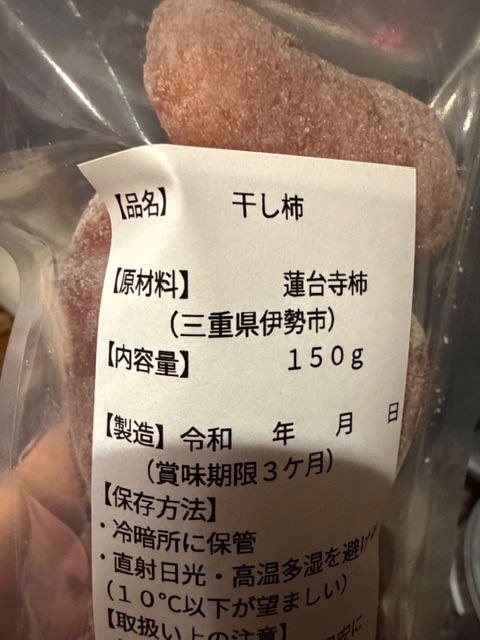 【品名】 干し柿
【原材料】 蓮台寺柿
（三重県伊勢市）
【内容量】 １５０ｇ
【製造】 令和 年 月 日
（賞味期限３ケ月）
【保存方法】
・冷暗所に保管
・直射日光・高温多湿を避け
（１０℃以下が望ましい）
【取扱い上の注意】